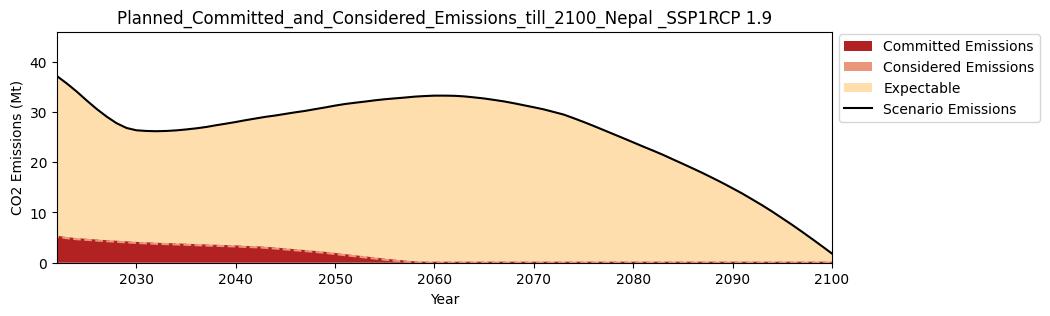 Planned_Committed_and_Considered_Emissions_till_2100_Nepal _SSP1RCP 1.9
Committed Emissions
Considered Emissions
Expectable
Scenario Emissions
CO2 Emissions (Mt)
40
30
20
10
0
2030 2040 2050 2060 2070 2080 2090 2100
Year